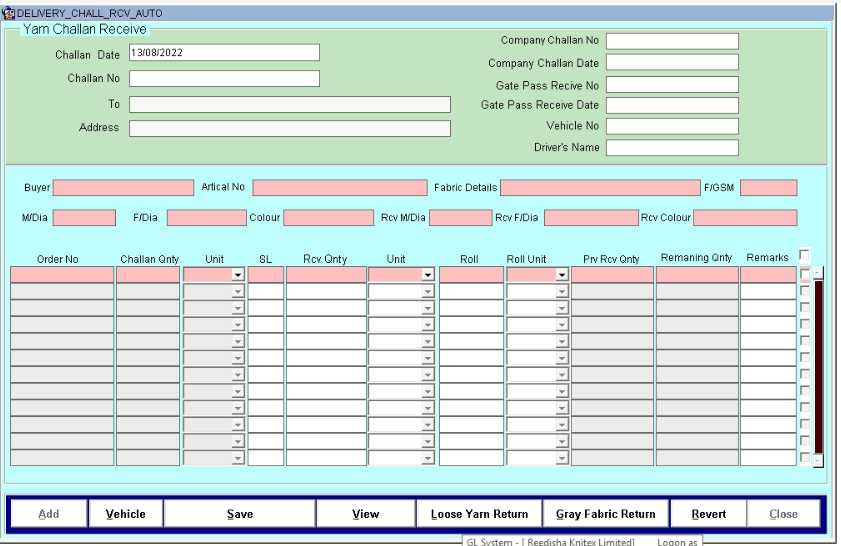 DELIVERY_CHALL_RCV_AUTO
Yarn Challan Receive
Challan Date 13/08/2022
Challan No
To
Address
Company Challan No
Company Challan Date
Gate Pass Recive No
Gate Pass Receive Date
Vehicle No
Driver's Name
Buyer Artical No Fabric Details F/GSM
M/Dia F/Dia Colour Rcv M/Dia Rcv F/Dia Rcv Colour
Order No Challan Qnty Unit SL Rcv Qnty Unit Roll Roll Unit Prv Rcv Qnty Remaning Qnty Remarks
Add Vehicle Save View Loose Yarn Return Gray Fabric Return Revert Close
GL System - [ Reedisha Knitex Limited] Logon as